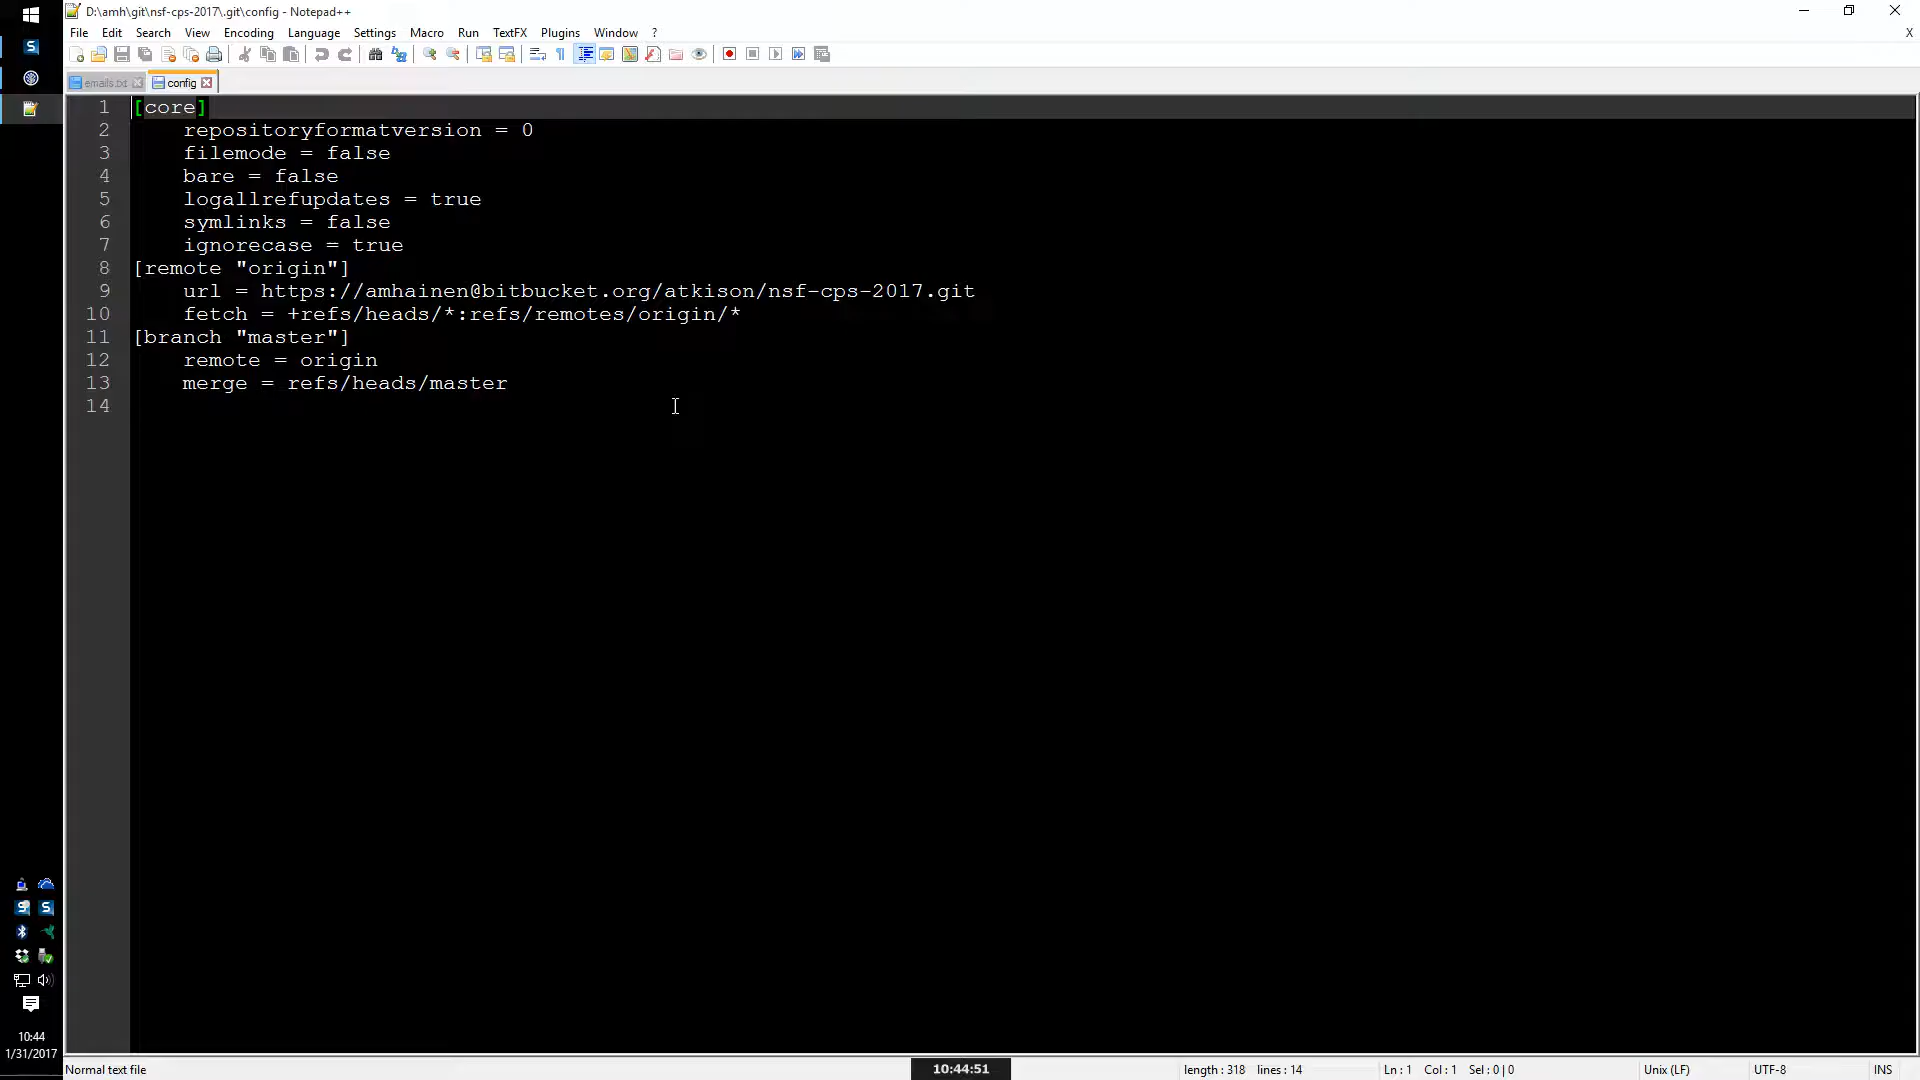 D:\amh\git\nsf-cps-2017\.git\config - Notepad++
File Edit Search View Encoding Language Settings Macro Run TextFX Plugins Window ?
X
emails.txt config
1 [core]
2 repositoryformatversion = 0
3 filemode = false
4 bare = false
5 logallrefupdates = true
6 symlinks = false
7 ignorecase = true
8 [remote "origin"]
9 url = https://amhainen@bitbucket.org/atkison/nsf-cps-2017.git
10 fetch = +refs/heads/*:refs/remotes/origin/*
11 [branch "master"]
12 remote = origin
13 merge = refs/heads/master
14
10:44
1/31/2017
Normal text file 10:44:51 length : 318 lines : 14 Ln : 1 Col : 1 Sel : 0 | 0 Unix (LF) UTF-8 INS